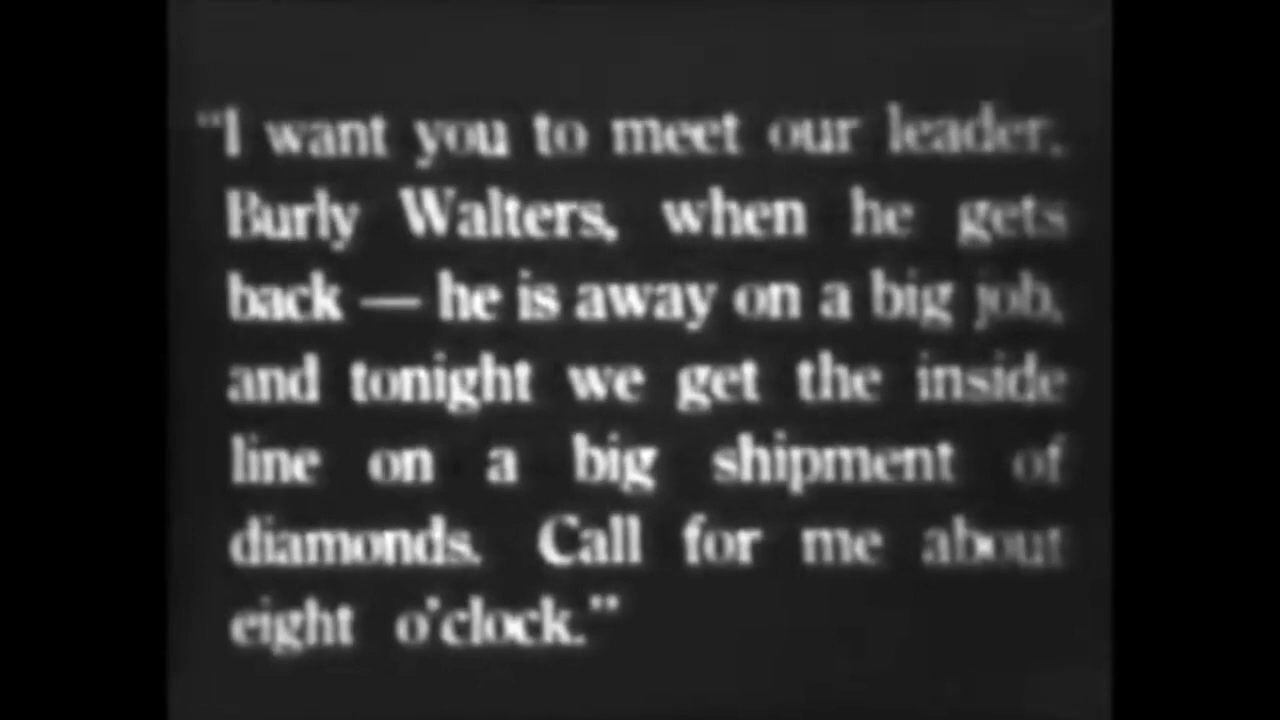 "I want you to meet our leader,
Burly Walters, when he gets
back — he is away on a big job,
and tonight we get the inside
line on a big shipment of
diamonds. Call for me about
eight o'clock."